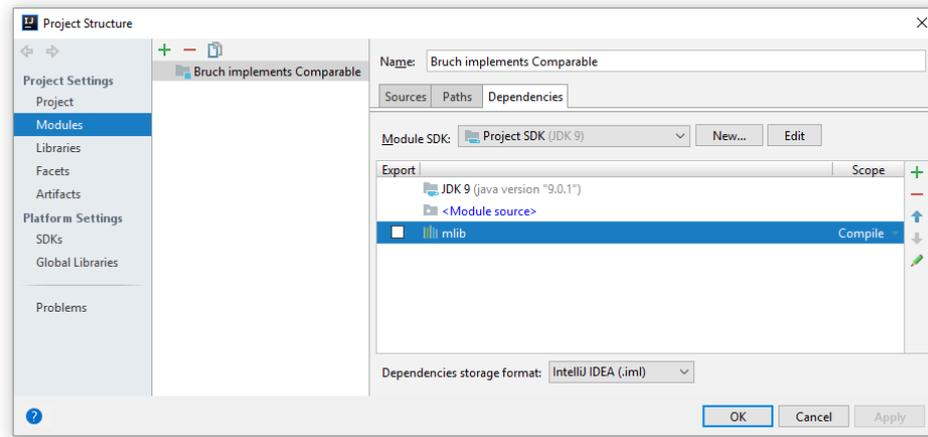 Project Structure
Project Settings
Project
Modules
Libraries
Facets
Artifacts
Platform Settings
SDKs
Global Libraries
Problems
Bruch implements Comparable
Name: Bruch implements Comparable
Sources Paths Dependencies
Module SDK: Project SDK (JDK 9) New... Edit
Export Scope
JDK 9 (java version "9.0.1")
<Module source>
mlib Compile
Dependencies storage format: IntelliJ IDEA (.iml)
? OK Cancel Apply